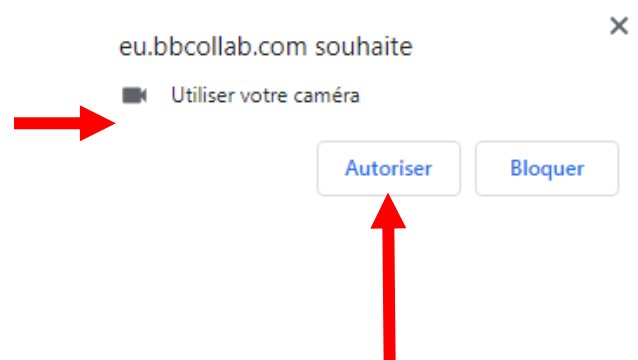 eu.bbcollab.com souhaite
Utiliser votre caméra
Autoriser Bloquer